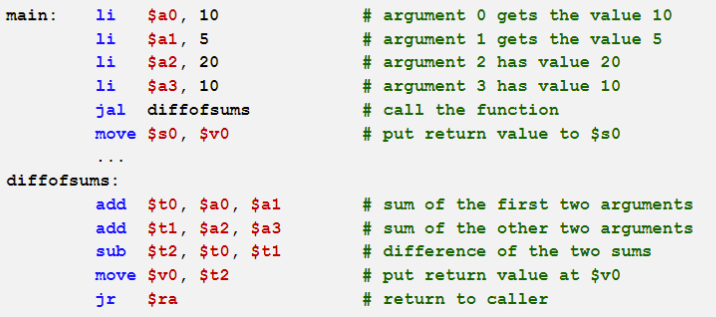 main: li $a0, 10 # argument 0 gets the value 10
li $a1, 5 # argument 1 gets the value 5
li $a2, 20 # argument 2 has value 20
li $a3, 10 # argument 3 has value 10
jal diffofsums # call the function
move $s0, $v0 # put return value to $s0
...
diffofsums:
add $t0, $a0, $a1 # sum of the first two arguments
add $t1, $a2, $a3 # sum of the other two arguments
sub $t2, $t0, $t1 # difference of the two sums
move $v0, $t2 # put return value at $v0
jr $ra # return to caller